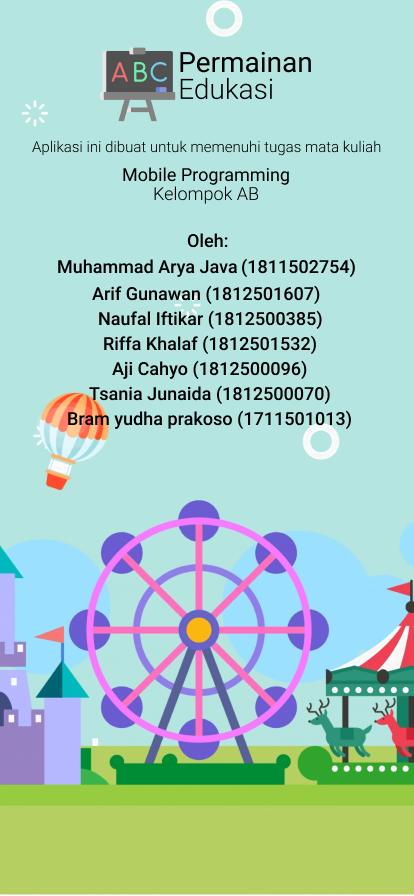 ABC
Permainan
Edukasi
Aplikasi ini dibuat untuk memenuhi tugas mata kuliah
Mobile Programming
Kelompok AB
Oleh:
Muhammad Arya Java (1811502754)
Arif Gunawan (1812501607)
Naufal Iftikar (1812500385)
Riffa Khalaf (1812501532)
Aji Cahyo (1812500096)
Tsania Junaida (1812500070)
Bram yudha prakoso (1711501013)